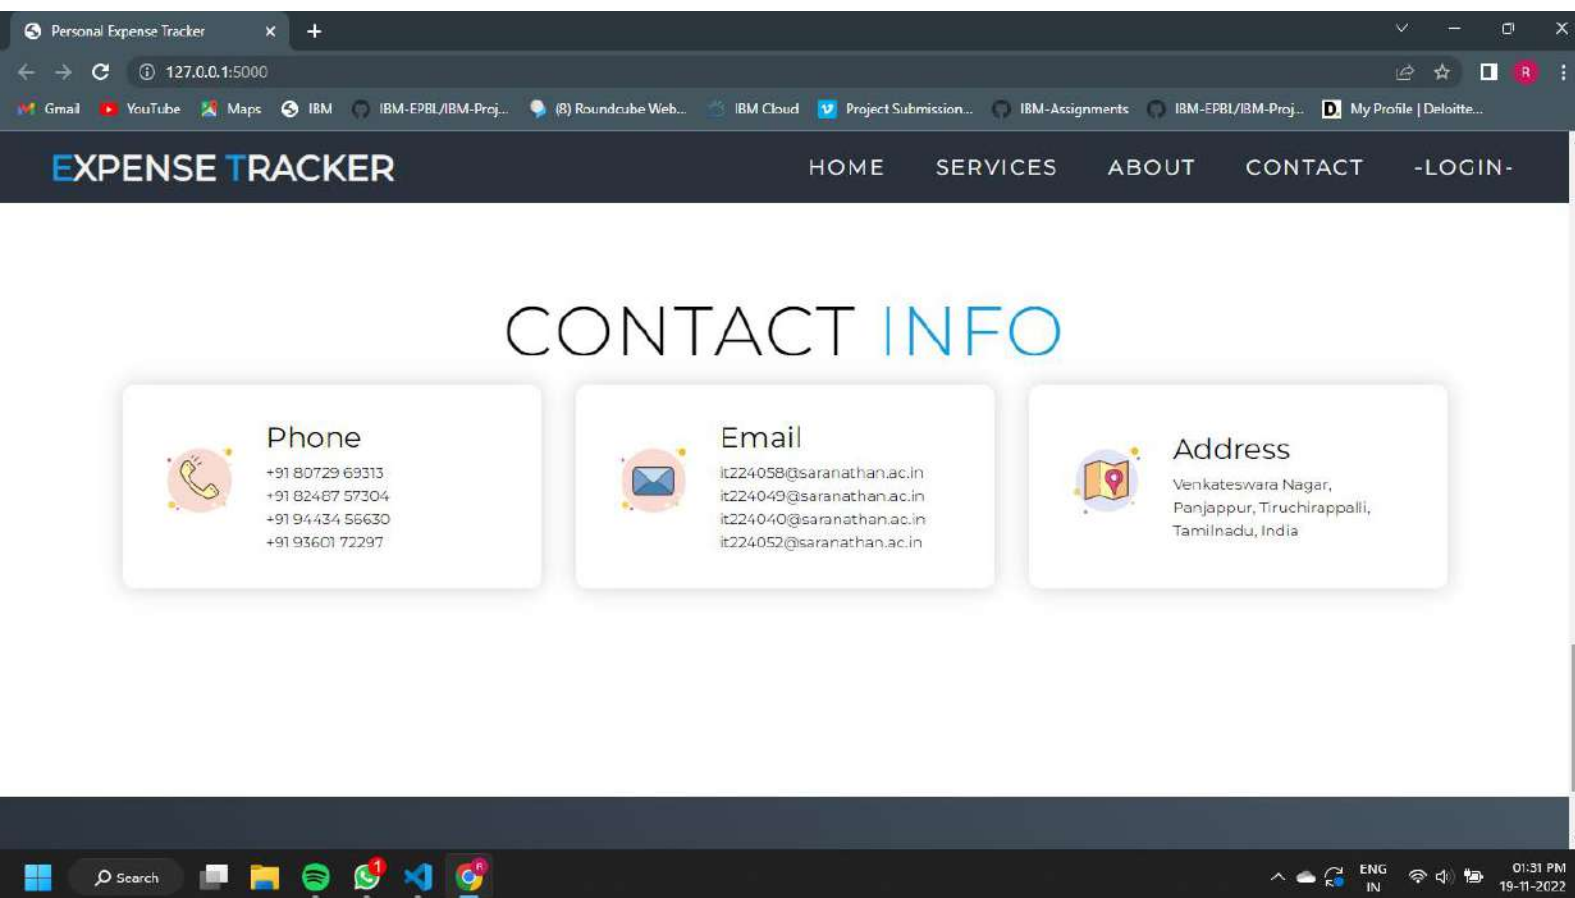 Personal Expense Tracker
127.0.0.1:5000
Gmail YouTube Maps IBM IBM-EPBL/IBM-Proj... (8) Roundcube Web... IBM Cloud Project Submission... IBM-Assignments IBM-EPBL/IBM-Proj... D. My Profile | Deloitte...
EXPENSE TRACKER HOME SERVICES ABOUT CONTACT -LOGIN-
CONTACT INFO
Phone
+91 80729 69313
+91 82487 57304
+91 94434 56630
+91 93601 72297
Email
it224058@saranathan.ac.in
it224049@saranathan.ac.in
it224040@saranathan.ac.in
it224052@saranathan.ac.in
Address
Venkateswara Nagar,
Panjappur, Tiruchirappalli,
Tamilnadu, India
Search 1 R ENG 01:31 PM
IN 19-11-2022